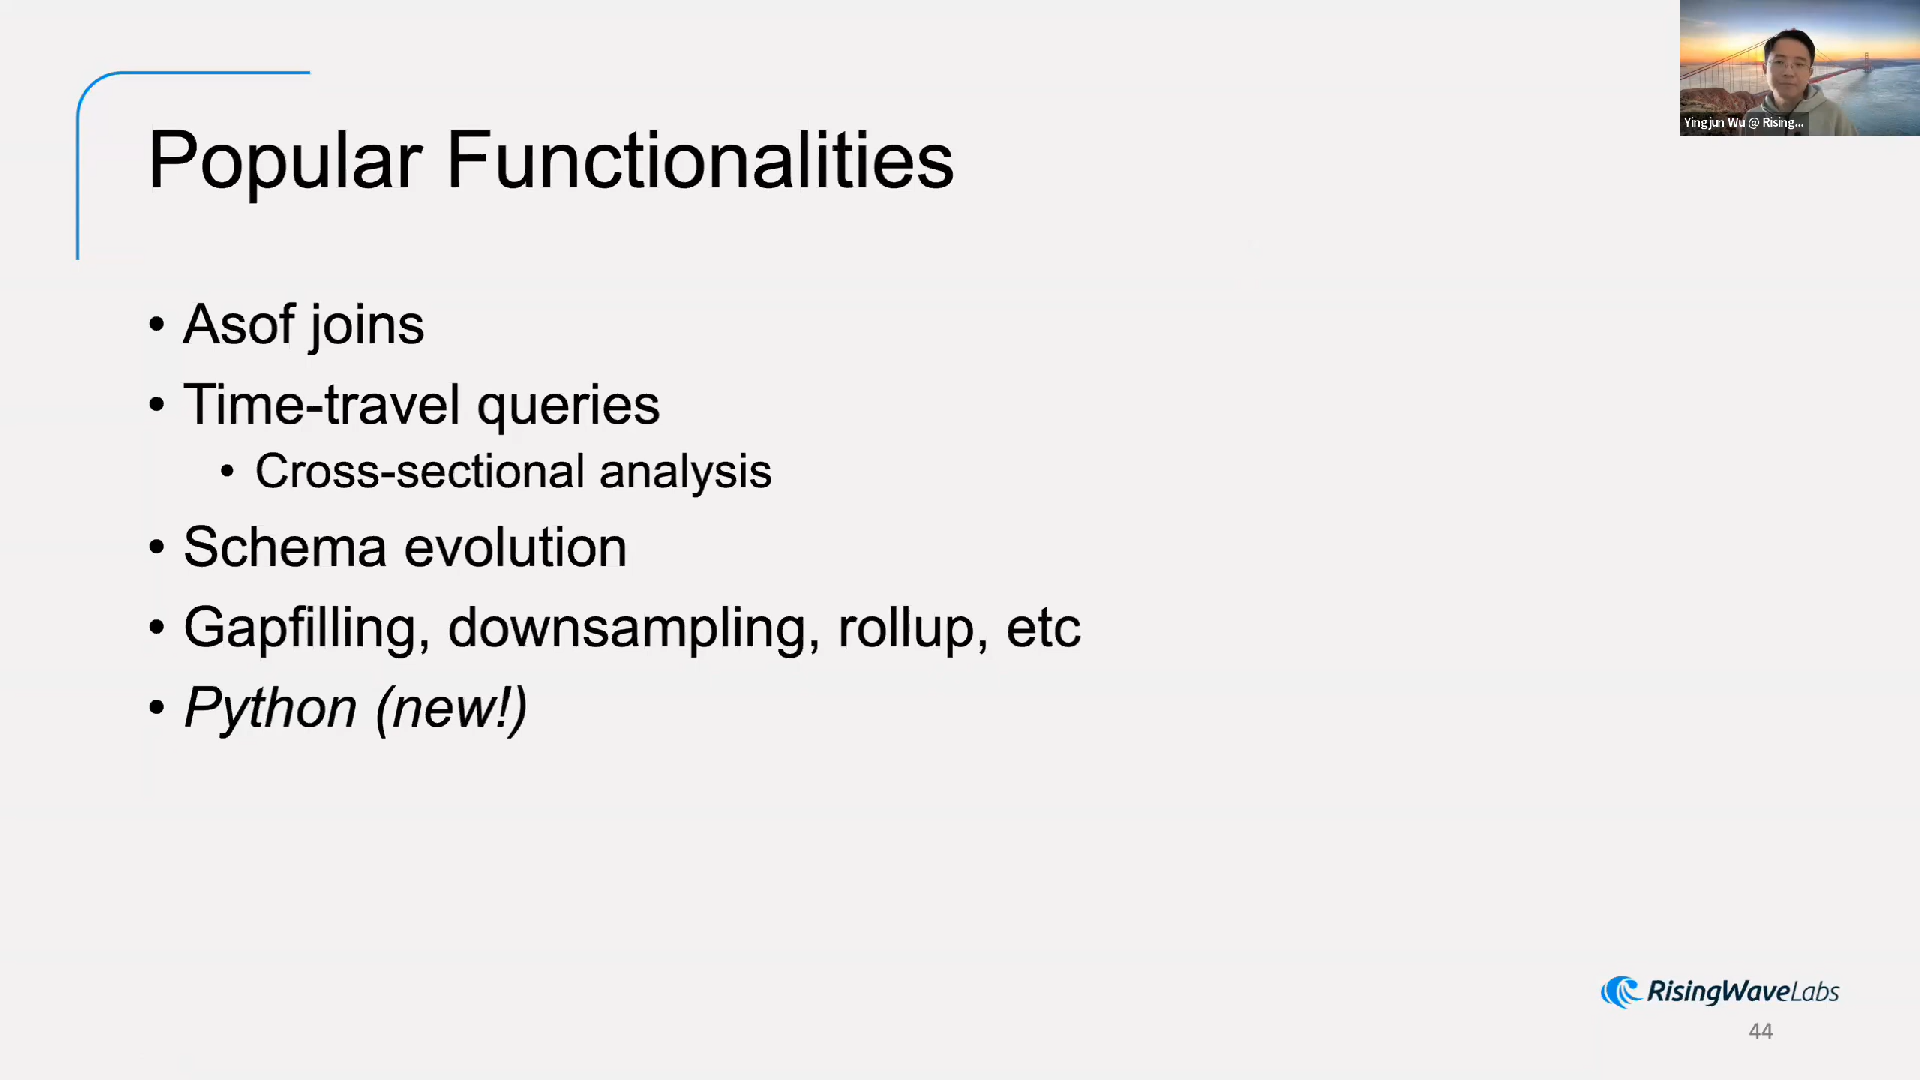 Yingjun Wu @ Rising...
Popular Functionalities
• Asof joins
• Time-travel queries
• Cross-sectional analysis
• Schema evolution
• Gapfilling, downsampling, rollup, etc
• Python (new!)
RisingWaveLabs
44